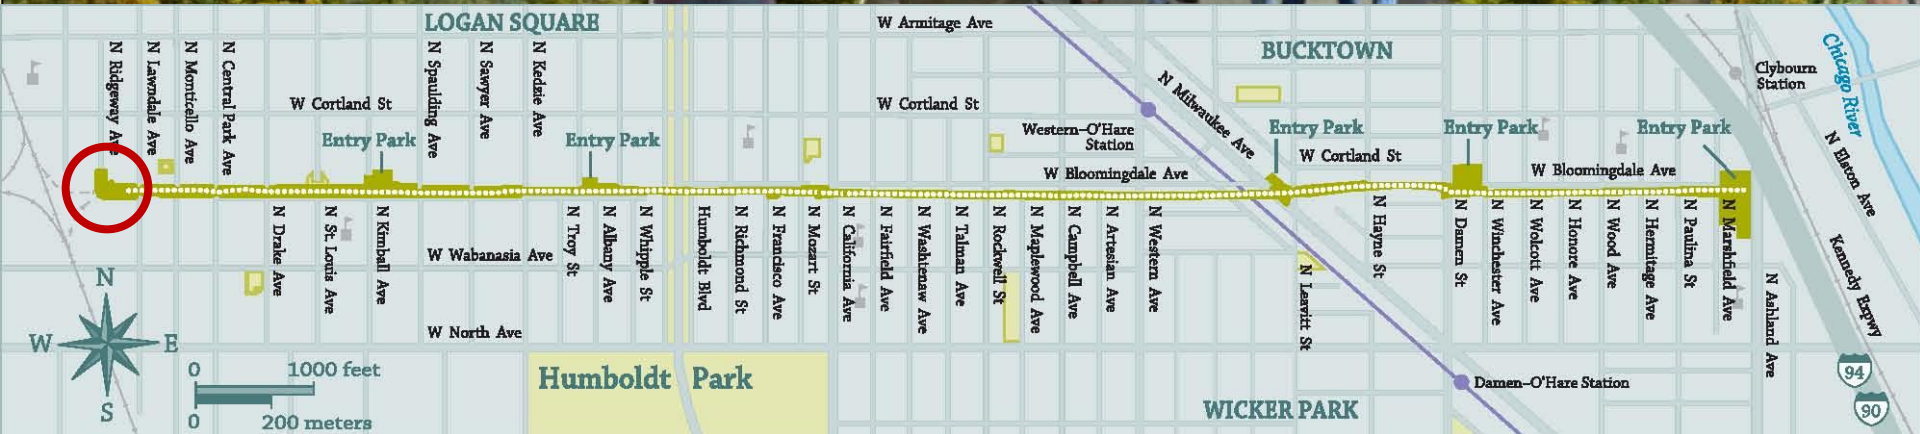 LOGAN SQUARE
W Armitage Ave
BUCKTOWN
Clybourn
Station
Chicago River
N Ridgeway Ave
N Lawndale Ave
N Monticello Ave
N Central Park Ave
N Spaulding Ave
N Sawyer Ave
N Kedzie Ave
W Cortland St
W Cortland St
N Milwaukee Ave
Western–O'Hare
Station
Entry Park
Entry Park
Entry Park
Entry Park
Entry Park
W Cortland St
W Bloomingdale Ave
W Bloomingdale Ave
N Elston Ave
N Drake Ave
N St. Louis Ave
N Kimball Ave
W Wabanasia Ave
N Troy St
N Albany Ave
N Whipple St
Humboldt Blvd
N Richmond St
N Francisco Ave
N Mozart St
N California Ave
N Fairfield Ave
N Washtenaw Ave
N Talman Ave
N Rockwell St
N Maplewood Ave
N Campbell Ave
N Artesian Ave
N Western Ave
N Leavitt St
N Hayne St
N Damen St
N Winchester Ave
N Wolcott Ave
N Honore Ave
N Wood Ave
N Hermitage Ave
N Paulina St
N Marshfield Ave
N Ashland Ave
Kennedy Expwy
N
W
E
S
W North Ave
0 1000 feet
0 200 meters
Humboldt Park
WICKER PARK
Damen–O'Hare Station
94
90